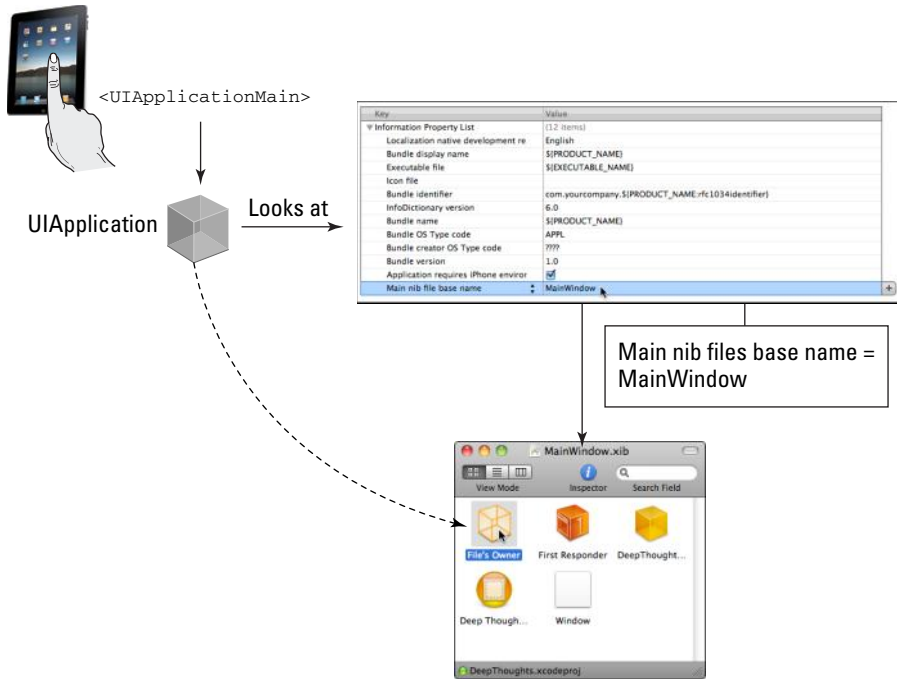 <UIApplicationMain>
UIApplication
Looks at
Key Value
Information Property List (12 items)
Localization native development re English
Bundle display name ${PRODUCT_NAME}
Executable file ${EXECUTABLE_NAME}
Icon file
Bundle identifier com.yourcompany.${PRODUCT_NAME:rfc1034identifier}
InfoDictionary version 6.0
Bundle name ${PRODUCT_NAME}
Bundle OS Type code APPL
Bundle creator OS Type code ????
Bundle version 1.0
Application requires iPhone enviror
Main nib file base name MainWindow
Main nib files base name =
MainWindow
MainWindow.xib
View Mode Inspector Search Field
File's Owner First Responder DeepThought...
Deep Though... Window
DeepThoughts.xcodeproj